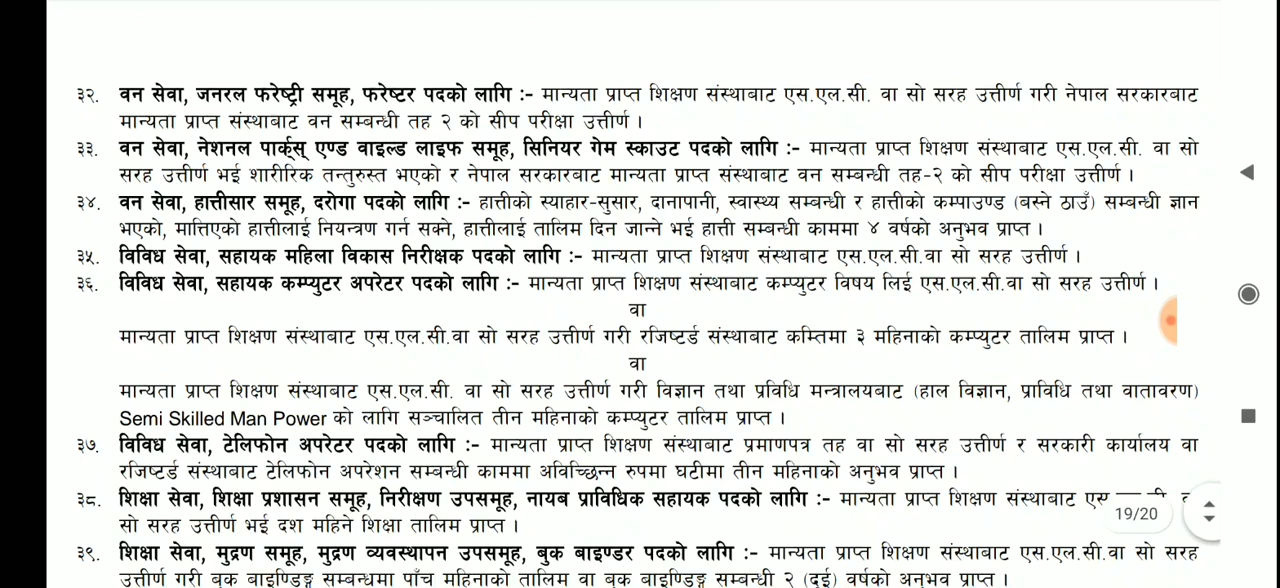 ३२. वन सेवा, जनरल फरेष्ट्री समूह, फरेष्टर पदको लागि :- मान्यता प्राप्त शिक्षण संस्थाबाट एस.एल.सी. वा सो सरह उत्तीर्ण गरी नेपाल सरकारबाट
मान्यता प्राप्त संस्थाबाट वन सम्बन्धी तह २ को सीप परीक्षा उत्तीर्ण ।
३३. वन सेवा, नेशनल पार्क्स् एण्ड वाइल्ड लाइफ समूह, सिनियर गेम स्काउट पदको लागि :- मान्यता प्राप्त शिक्षण संस्थाबाट एस.एल.सी. वा सो
सरह उत्तीर्ण भई शारीरिक तन्तुरुस्त भएको र नेपाल सरकारबाट मान्यता प्राप्त संस्थाबाट वन सम्बन्धी तह-२ को सीप परीक्षा उत्तीर्ण ।
३४. वन सेवा, हात्तीसार समूह, दरोगा पदको लागि :- हात्तीको स्याहार-सुसार, दानापानी, स्वास्थ्य सम्बन्धी र हात्तीको कम्पाउण्ड (बस्ने ठाउँ) सम्बन्धी ज्ञान
भएको, मात्तिएको हात्तीलाई नियन्त्रण गर्न सक्ने, हात्तीलाई तालिम दिन जान्ने भई हात्ती सम्बन्धी काममा ४ वर्षको अनुभव प्राप्त ।
३५. विविध सेवा, सहायक महिला विकास निरीक्षक पदको लागि :- मान्यता प्राप्त शिक्षण संस्थाबाट एस.एल.सी.वा सो सरह उत्तीर्ण ।
३६. विविध सेवा, सहायक कम्प्युटर अपरेटर पदको लागि :- मान्यता प्राप्त शिक्षण संस्थाबाट कम्प्युटर विषय लिई एस.एल.सी.वा सो सरह उत्तीर्ण ।
वा
मान्यता प्राप्त शिक्षण संस्थाबाट एस.एल.सी.वा सो सरह उत्तीर्ण गरी रजिष्टर्ड संस्थाबाट कम्तिमा ३ महिनाको कम्प्युटर तालिम प्राप्त ।
वा
मान्यता प्राप्त शिक्षण संस्थाबाट एस.एल.सी. वा सो सरह उत्तीर्ण गरी विज्ञान तथा प्रविधि मन्त्रालयबाट (हाल विज्ञान, प्राविधि तथा वातावरण)
Semi Skilled Man Power को लागि सञ्चालित तीन महिनाको कम्प्युटर तालिम प्राप्त ।
३७. विविध सेवा, टेलिफोन अपरेटर पदको लागि :- मान्यता प्राप्त शिक्षण संस्थाबाट प्रमाणपत्र तह वा सो सरह उत्तीर्ण र सरकारी कार्यालय वा
रजिष्टर्ड संस्थाबाट टेलिफोन अपरेशन सम्बन्धी काममा अविच्छिन्न रुपमा घटीमा तीन महिनाको अनुभव प्राप्त ।
३८. शिक्षा सेवा, शिक्षा प्रशासन समूह, निरीक्षण उपसमूह, नायब प्राविधिक सहायक पदको लागि :- मान्यता प्राप्त शिक्षण संस्थाबाट
सो सरह उत्तीर्ण भई दश महिने शिक्षा तालिम प्राप्त ।
19/20
३९. शिक्षा सेवा, मुद्रण समूह, मुद्रण व्यवस्थापन उपसमूह, बुक बाइण्डर पदको लागि :- मान्यता प्राप्त शिक्षण संस्थाबाट एस.एल.सी.वा सो सरह
उत्तीर्ण गरी बुक बाइण्डिङ्ग सम्बन्धमा पाँच महिनाको तालिम वा बुक बाइण्डिङ्ग सम्बन्धी २ (दुई) वर्षको अनुभव प्राप्त ।